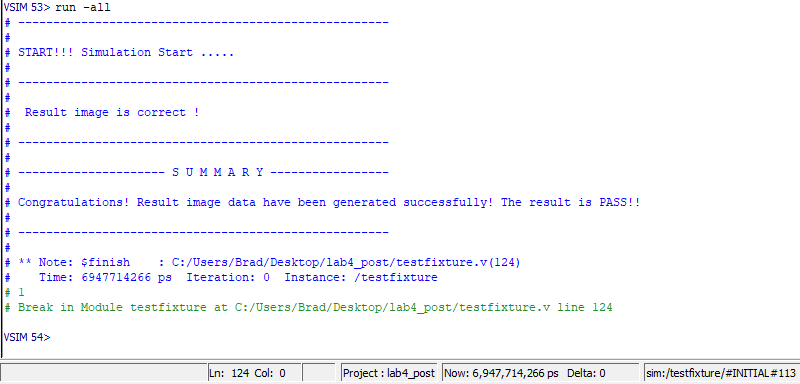 VSIM 53> run -all
# -----------------------------------------------------
#
# START!!! Simulation Start .....
#
# -----------------------------------------------------
#
#  Result image is correct !
#
# -----------------------------------------------------
#
# --------------------- S U M M A R Y -----------------
#
# Congratulations! Result image data have been generated successfully! The result is PASS!!
#
# -----------------------------------------------------
#
# ** Note: $finish    : C:/Users/Brad/Desktop/lab4_post/testfixture.v(124)
#    Time: 6947714266 ps  Iteration: 0  Instance: /testfixture
# 1
# Break in Module testfixture at C:/Users/Brad/Desktop/lab4_post/testfixture.v line 124
VSIM 54>
Ln: 124 Col: 0 Project : lab4_post Now: 6,947,714,266 ps Delta: 0 sim:/testfixture/#INITIAL#113